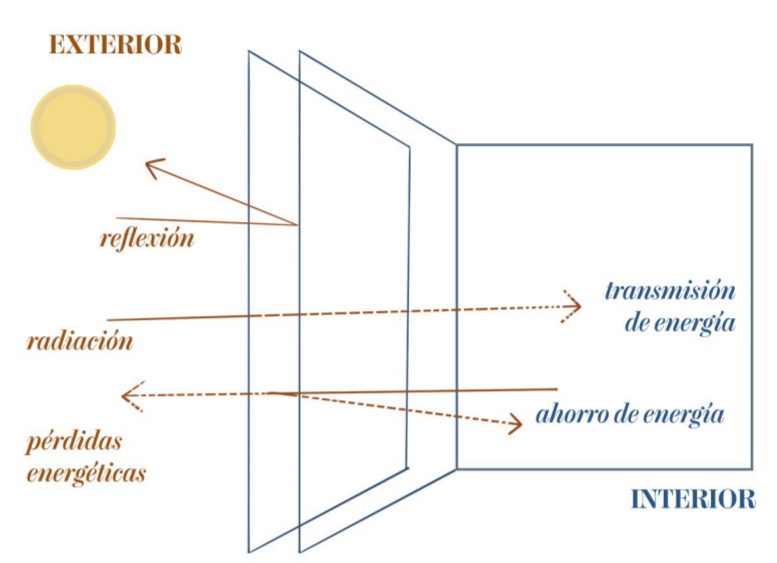 EXTERIOR
reflexión
transmisión
de energía
radiación
ahorro de energía
pérdidas
energéticas
INTERIOR